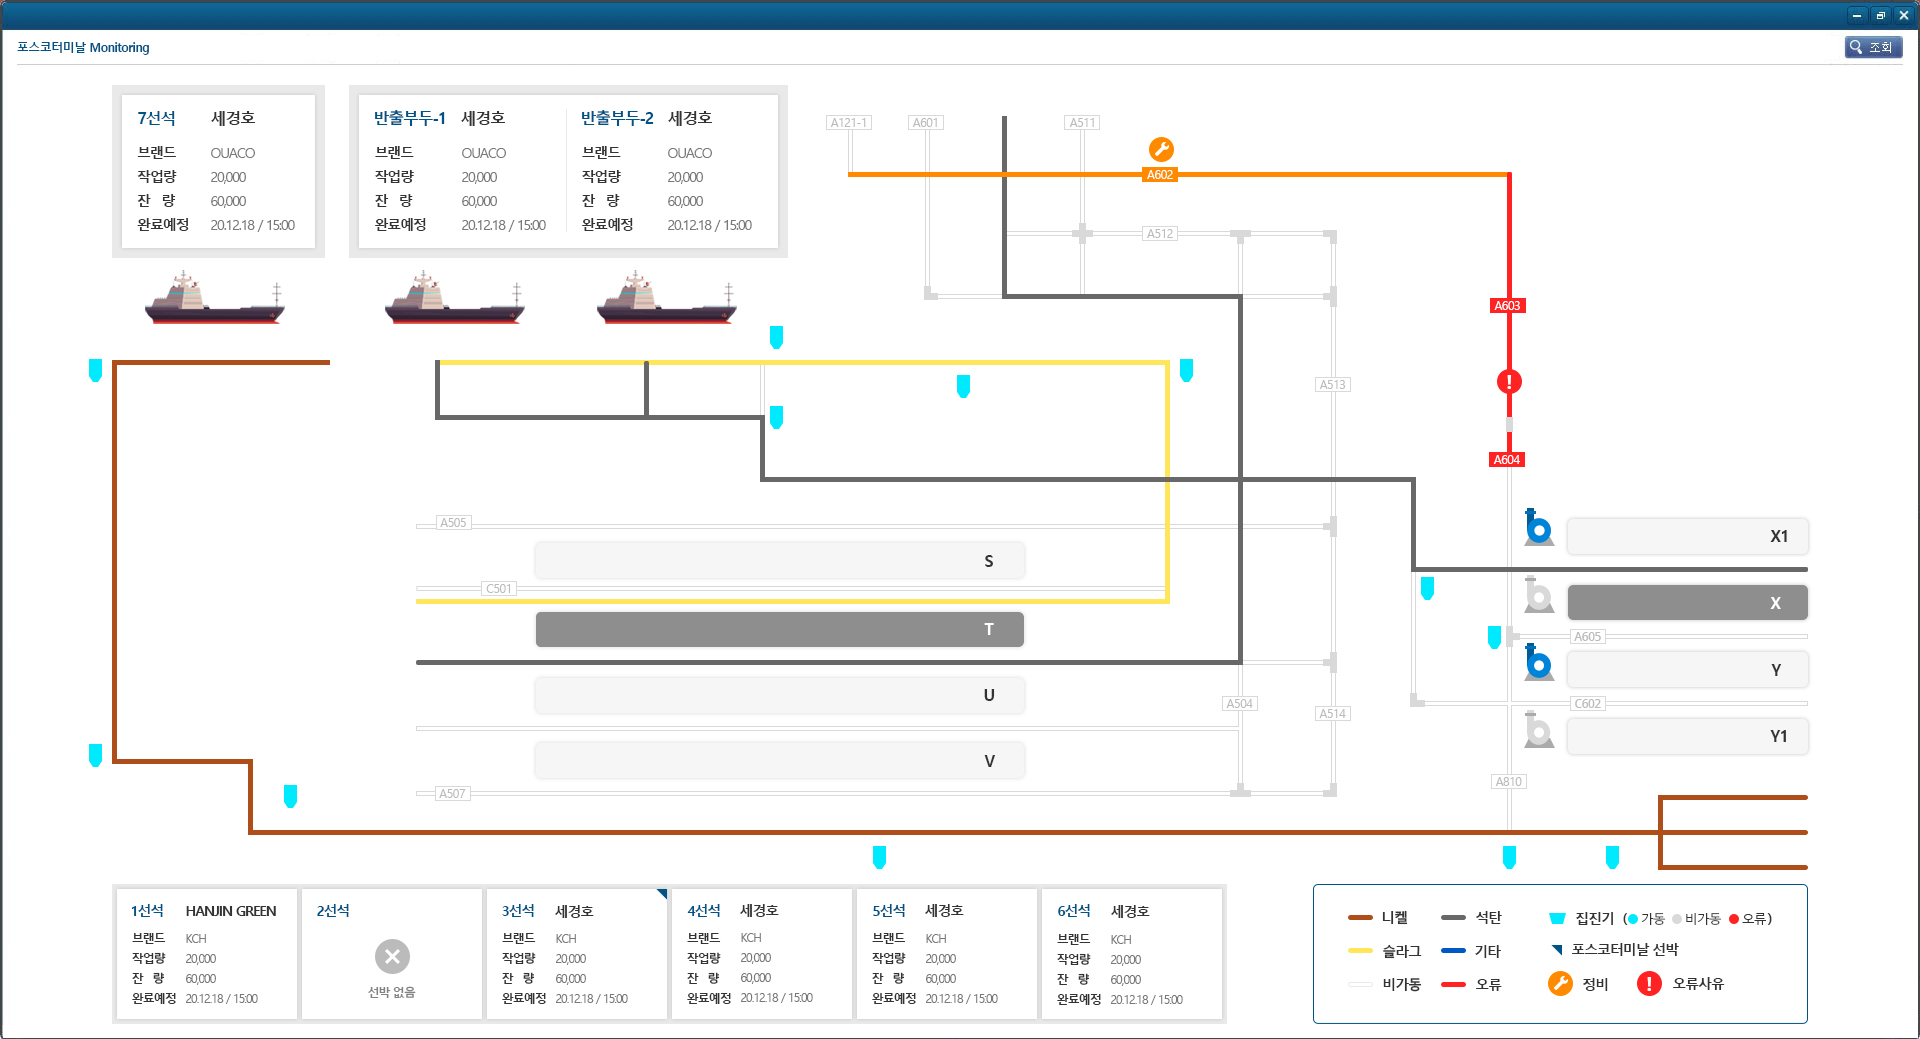 포스코터미날 Monitoring
조회
7선석 세경호
브랜드 OUACO
작업량 20,000
잔 량 60,000
완료예정 20.12.18 / 15:00
반출부두-1 세경호
브랜드 OUACO
작업량 20,000
잔 량 60,000
완료예정 20.12.18 / 15:00
반출부두-2 세경호
브랜드 OUACO
작업량 20,000
잔 량 60,000
완료예정 20.12.18 / 15:00
A121-1
A601
A511
A602
A512
A603
A513
A604
A505
S
X1
C501
X
T
A605
Y
U
A504
C602
A514
Y1
V
A810
A507
1선석 HANJIN GREEN
브랜드 KCH
작업량 20,000
잔 량 60,000
완료예정 20.12.18 / 15:00
2선석
선박 없음
3선석 세경호
브랜드 KCH
작업량 20,000
잔 량 60,000
완료예정 20.12.18 / 15:00
4선석 세경호
브랜드 KCH
작업량 20,000
잔 량 60,000
완료예정 20.12.18 / 15:00
5선석 세경호
브랜드 KCH
작업량 20,000
잔 량 60,000
완료예정 20.12.18 / 15:00
6선석 세경호
브랜드 KCH
작업량 20,000
잔 량 60,000
완료예정 20.12.18 / 15:00
니켈 석탄 집진기 (가동 비가동 오류)
슬라그 기타 포스코터미날 선박
비가동 오류 정비 오류사유